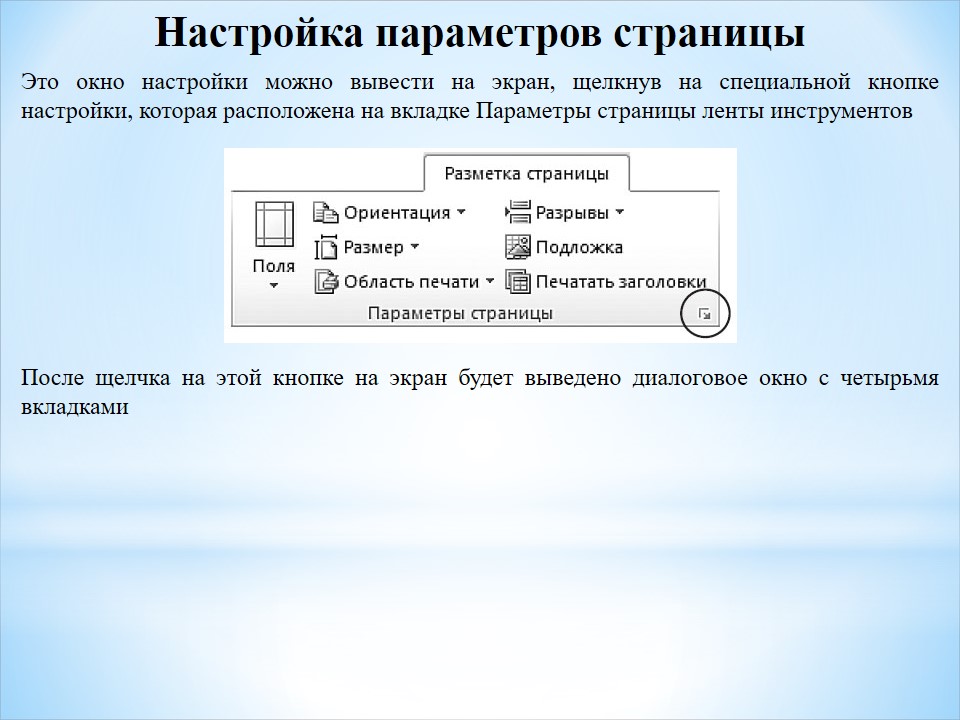 Настройка параметров страницы
Это окно настройки можно вывести на экран, щелкнув на специальной кнопке
настройки, которая расположена на вкладке Параметры страницы ленты инструментов
Разметка страницы
Поля
Ориентация
Размер
Область печати
Разрывы
Подложка
Печатать заголовки
Параметры страницы
После щелчка на этой кнопке на экран будет выведено диалоговое окно с четырьмя
вкладками